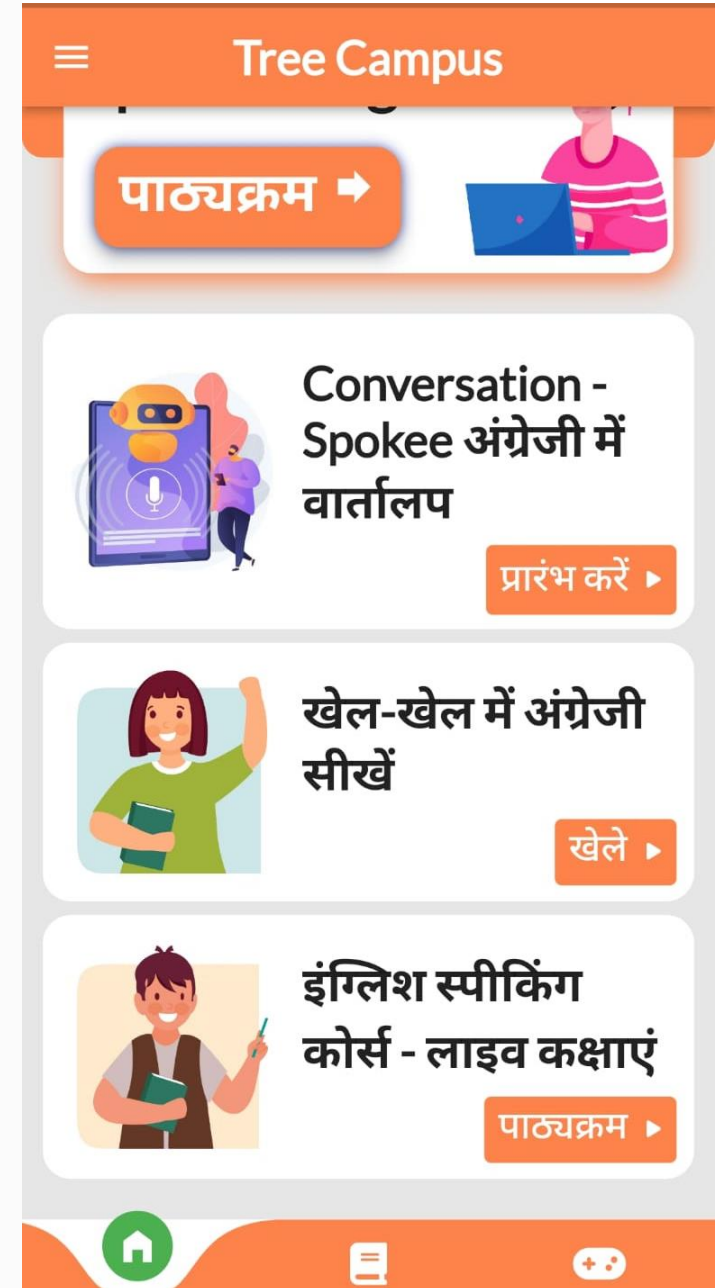 Tree Campus
पाठ्यक्रम
Conversation -
Spokee अंग्रेजी में
वार्तालप
प्रारंभ करें
खेल-खेल में अंग्रेजी
सीखें
खेले
इंग्लिश स्पीकिंग
कोर्स - लाइव कक्षाएं
पाठ्यक्रम